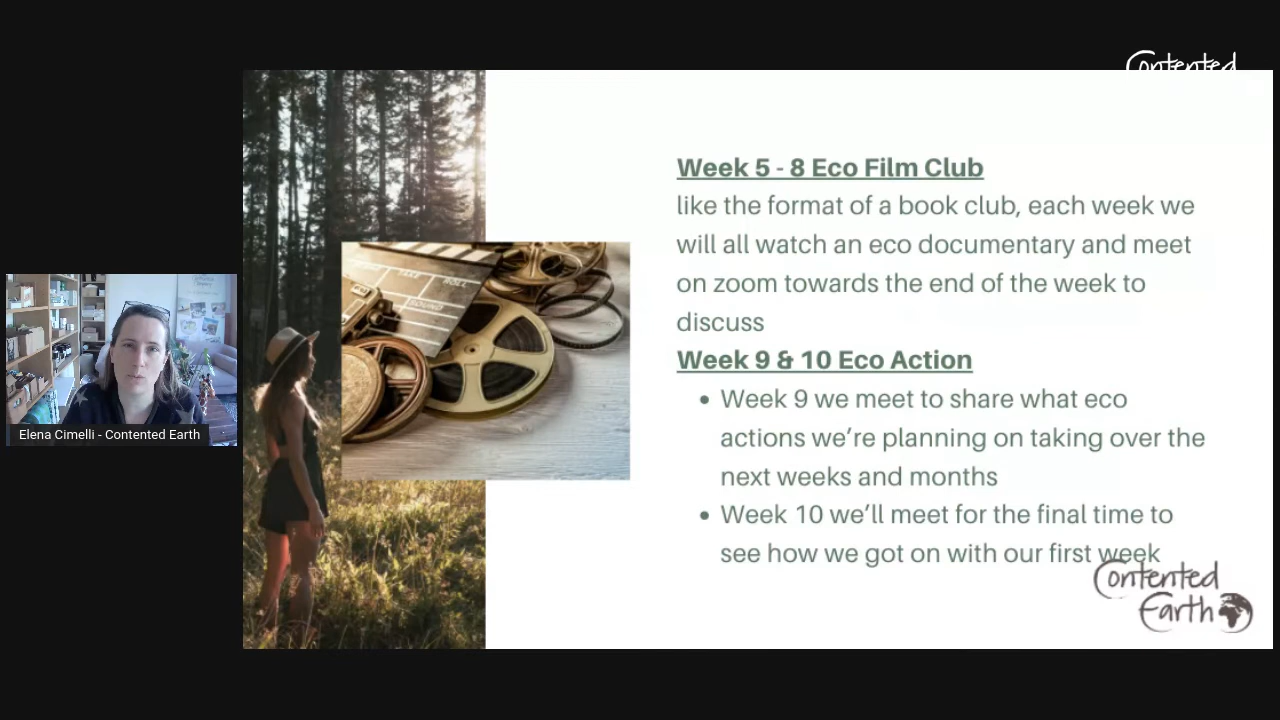 Contented
Week 5 - 8 Eco Film Club
like the format of a book club, each week we
will all watch an eco documentary and meet
on zoom towards the end of the week to
discuss
Week 9 & 10 Eco Action
• Week 9 we meet to share what eco
actions we’re planning on taking over the
next weeks and months
• Week 10 we’ll meet for the final time to
see how we got on with our first week
Contented
Earth
TAKE
ROLL
SOUND
Elena Cimelli - Contented Earth